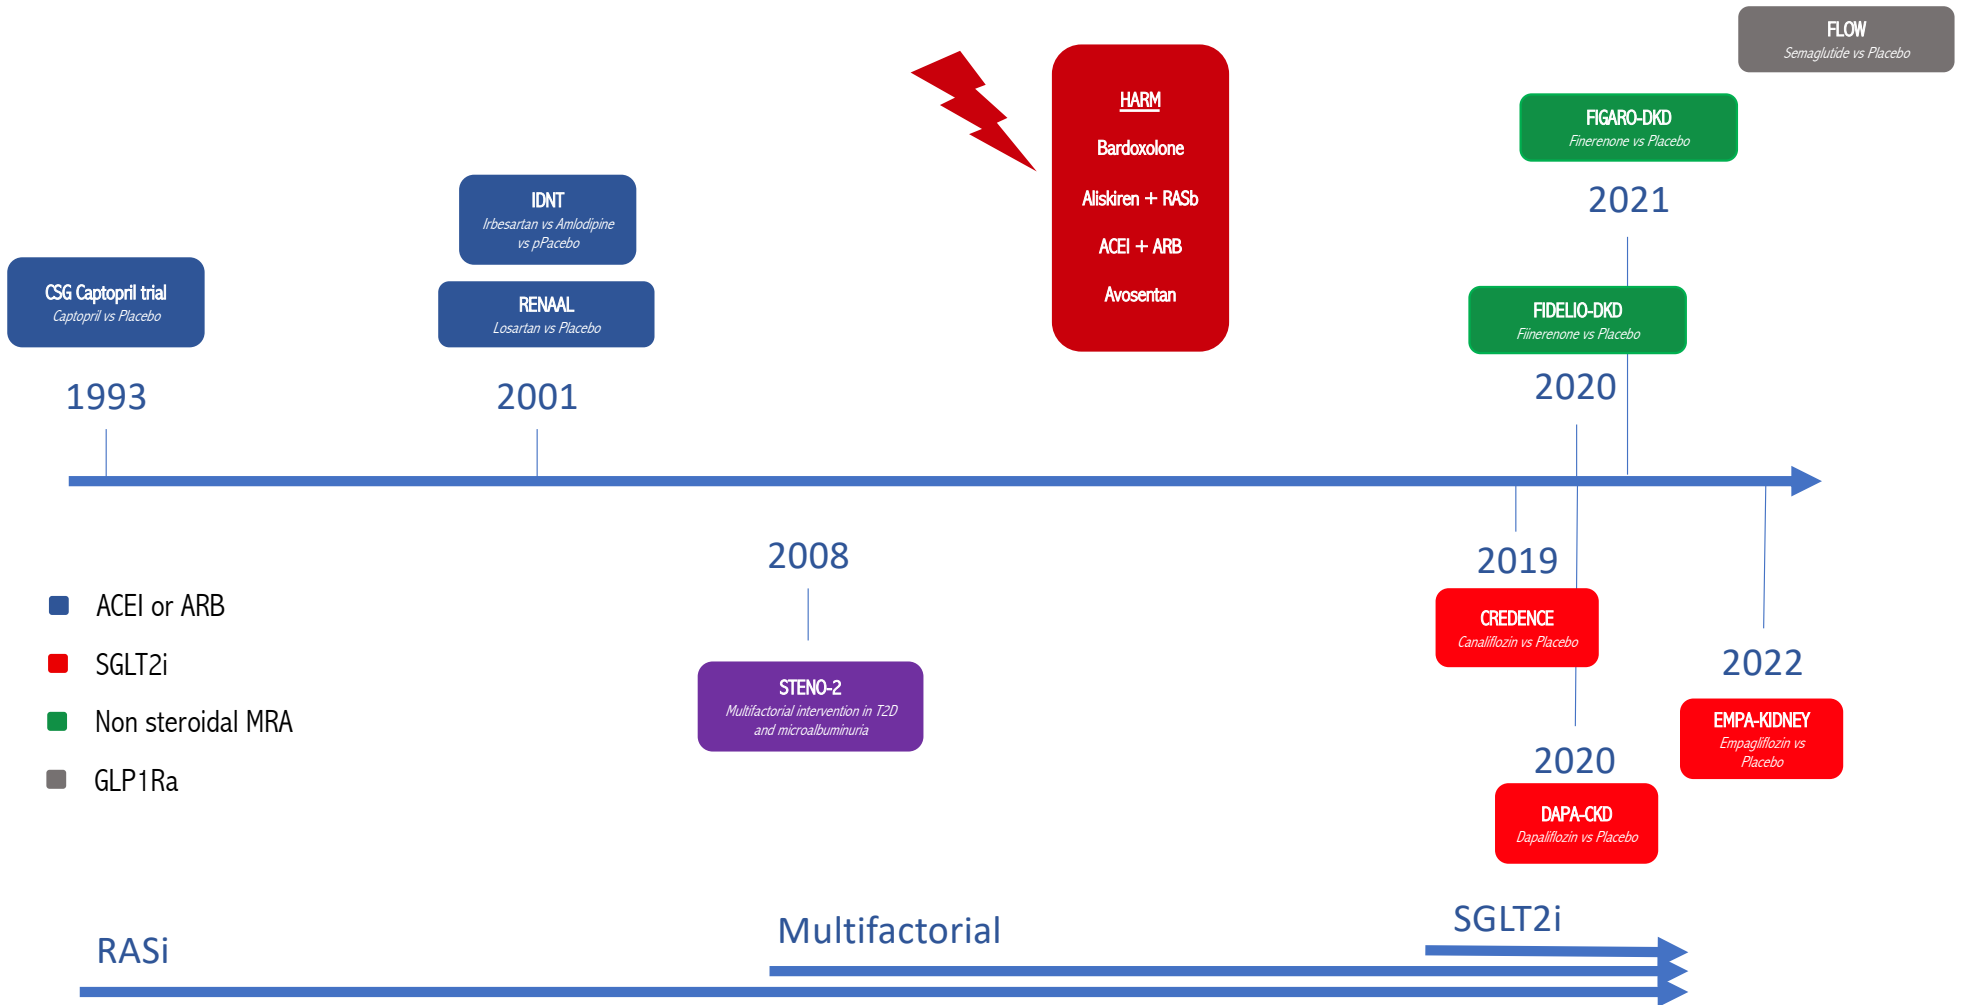 FLOW
Semaglutide vs Placebo
HARM
Bardoxolone
Aliskiren + RASb
ACEI + ARB
Avosentan
FIGARO-DKD
Finerenone vs Placebo
2021
IDNT
Irbesartan vs Amlodipine
vs pPacebo
CSG Captopril trial
Captopril vs Placebo
RENAAL
Losartan vs Placebo
FIDELIO-DKD
Fiinerenone vs Placebo
1993
2001
2020
2008
2019
ACEI or ARB
SGLT2i
Non steroidal MRA
GLP1Ra
CREDENCE
Canaliflozin vs Placebo
STENO-2
Multifactorial intervention in T2D
and microalbuminuria
2022
EMPA-KIDNEY
Empagliflozin vs
Placebo
2020
DAPA-CKD
Dapaliflozin vs Placebo
RASi
Multifactorial
SGLT2i